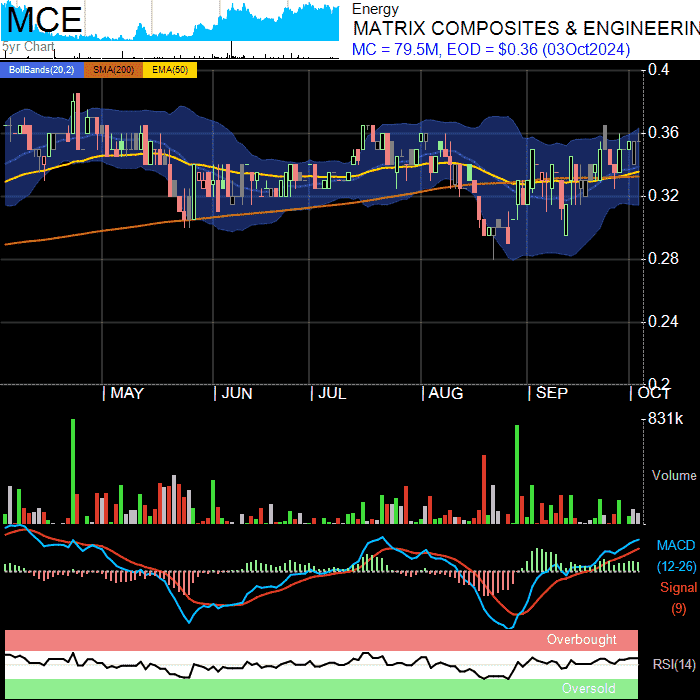 MCE
5yr Chart
Energy
MATRIX COMPOSITES & ENGINEERIN
MC = 79.5M, EOD = $0.36 (03Oct2024)
BollBands(20,2) SMA(200) EMA(50)
0.4
0.36
0.32
0.28
0.24
0.2
MAY JUN JUL AUG SEP OCT
831k
Volume
MACD
(12-26)
Signal
(9)
Overbought
RSI(14)
Oversold